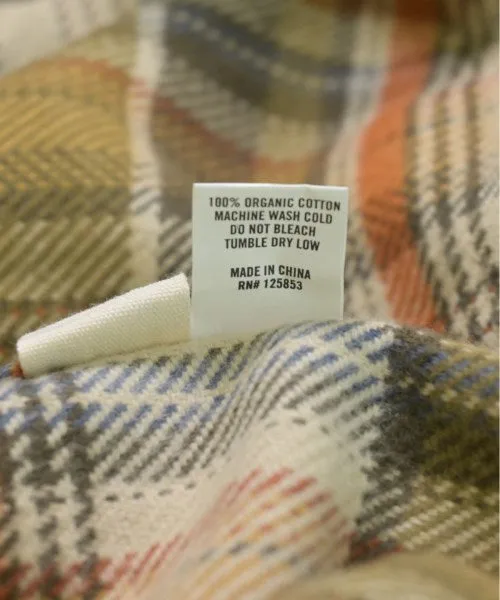 100% ORGANIC COTTON
MACHINE WASH COLD
DO NOT BLEACH
TUMBLE DRY LOW
MADE IN CHINA
RN# 125853